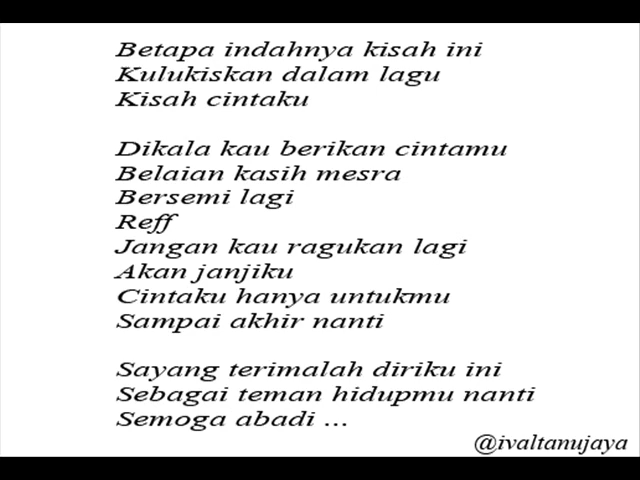 Betapa indahnya kisah ini
Kulukiskan dalam lagu
Kisah cintaku
Dikala kau berikan cintamu
Belaian kasih mesra
Bersemi lagi
Reff
Jangan kau ragukan lagi
Akan janjiku
Cintaku hanya untukmu
Sampai akhir nanti
Sayang terimalah diriku ini
Sebagai teman hidupmu nanti
Semoga abadi ...
@ivaltanujaya